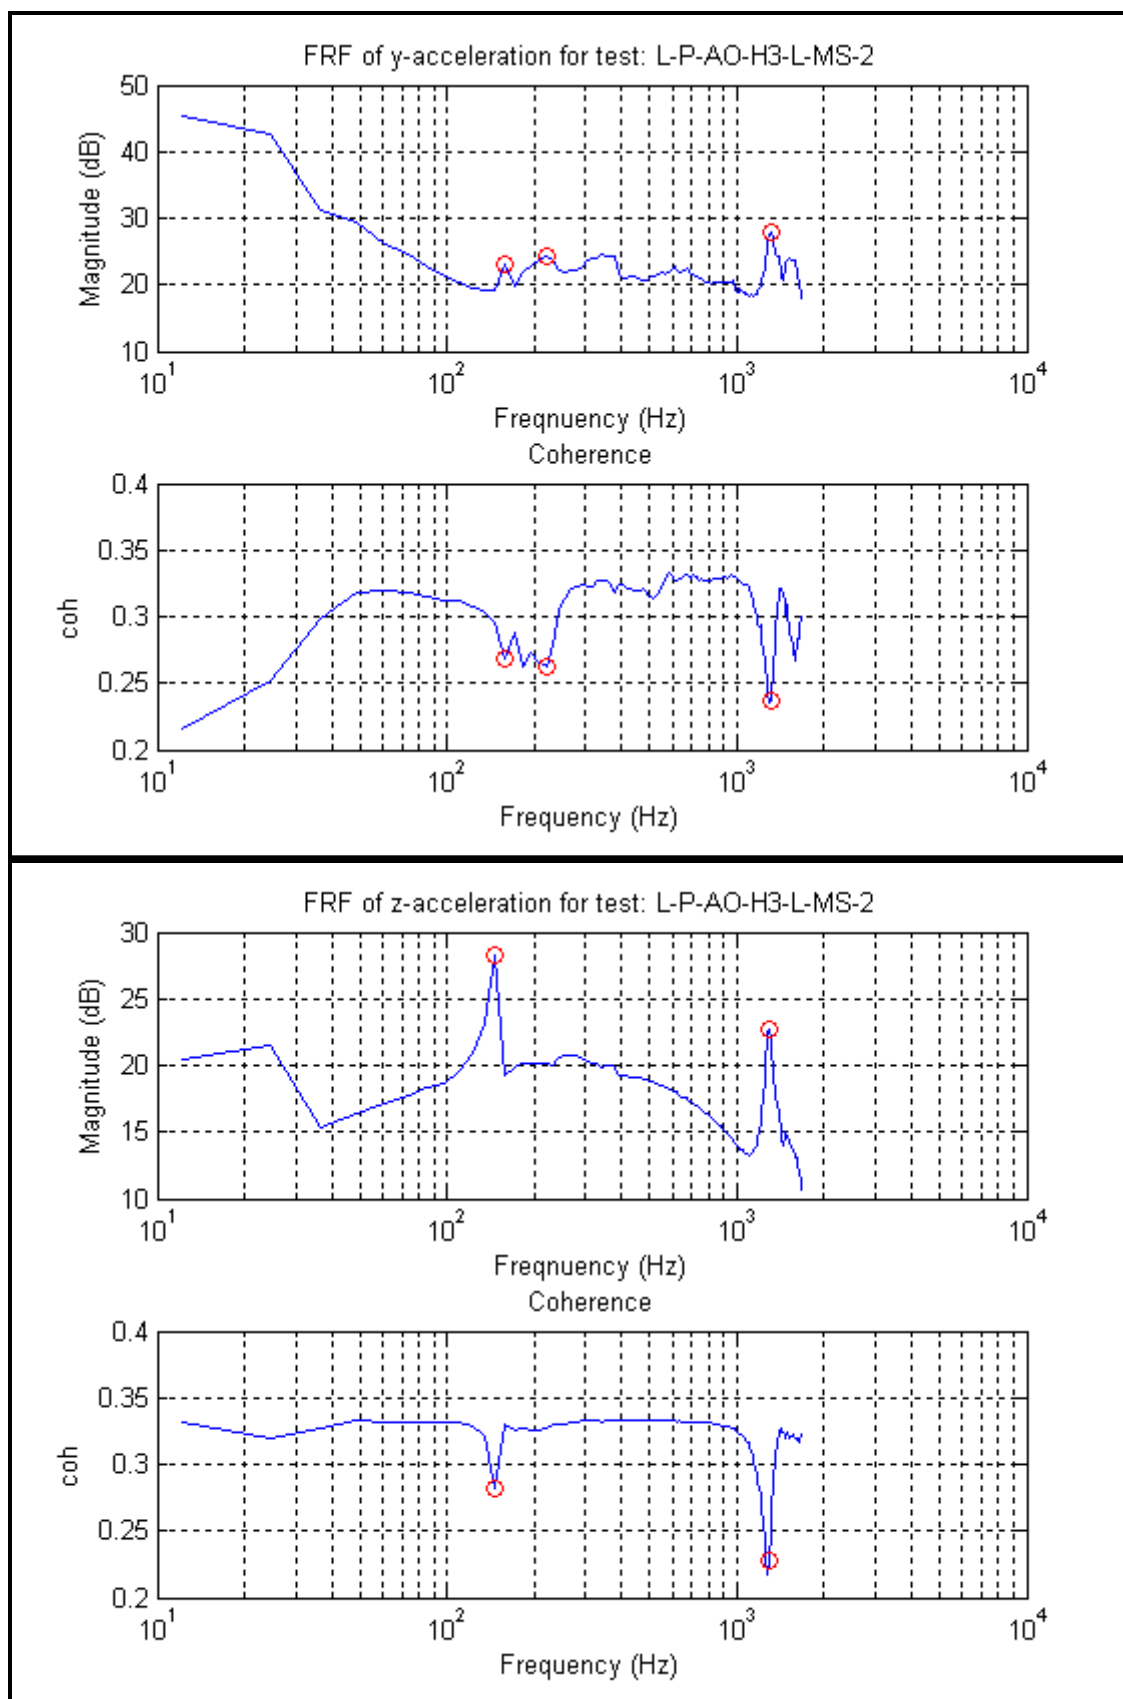 FRF of y-acceleration for test: L-P-AO-H3-L-MS-2
50
40
30
20
10
Magnitude (dB)
10^1 10^2 10^3 10^4
Freqnuency (Hz)
Coherence
0.4
0.35
0.3
0.25
0.2
coh
10^1 10^2 10^3 10^4
Frequency (Hz)
FRF of z-acceleration for test: L-P-AO-H3-L-MS-2
30
25
20
15
10
Magnitude (dB)
10^1 10^2 10^3 10^4
Freqnuency (Hz)
Coherence
0.4
0.35
0.3
0.25
0.2
coh
10^1 10^2 10^3 10^4
Frequency (Hz)